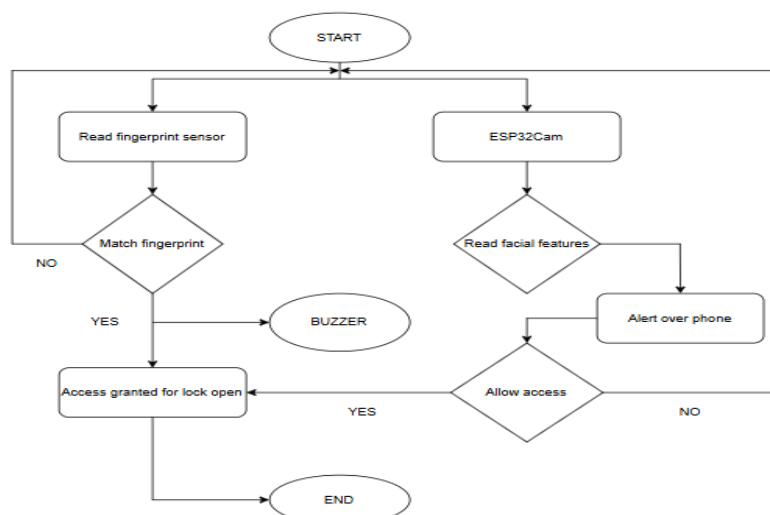 START
Read fingerprint sensor
ESP32Cam
Match fingerprint
Read facial features
NO
YES
BUZZER
Alert over phone
Access granted for lock open
Allow access
YES
NO
END